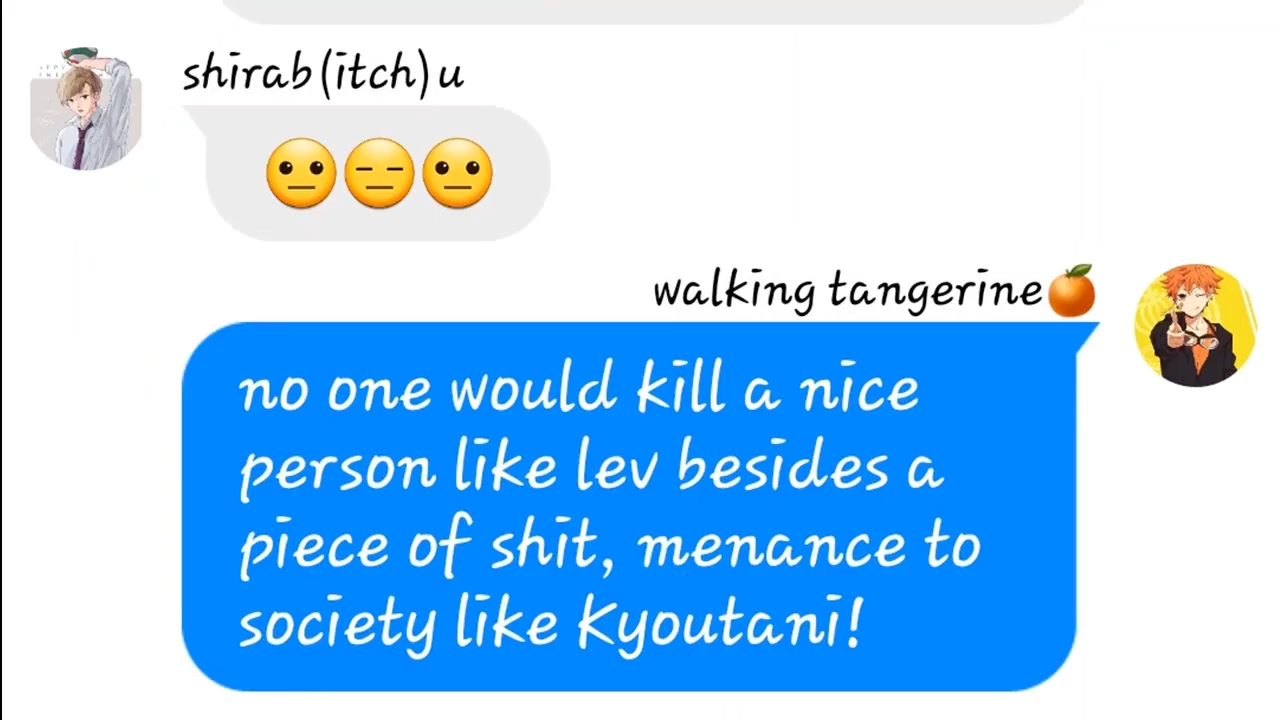 shirab(itch)u
😐😑😐
walking tangerine🍊
no one would kill a nice
person like lev besides a
piece of shit, menance to
society like Kyoutani!